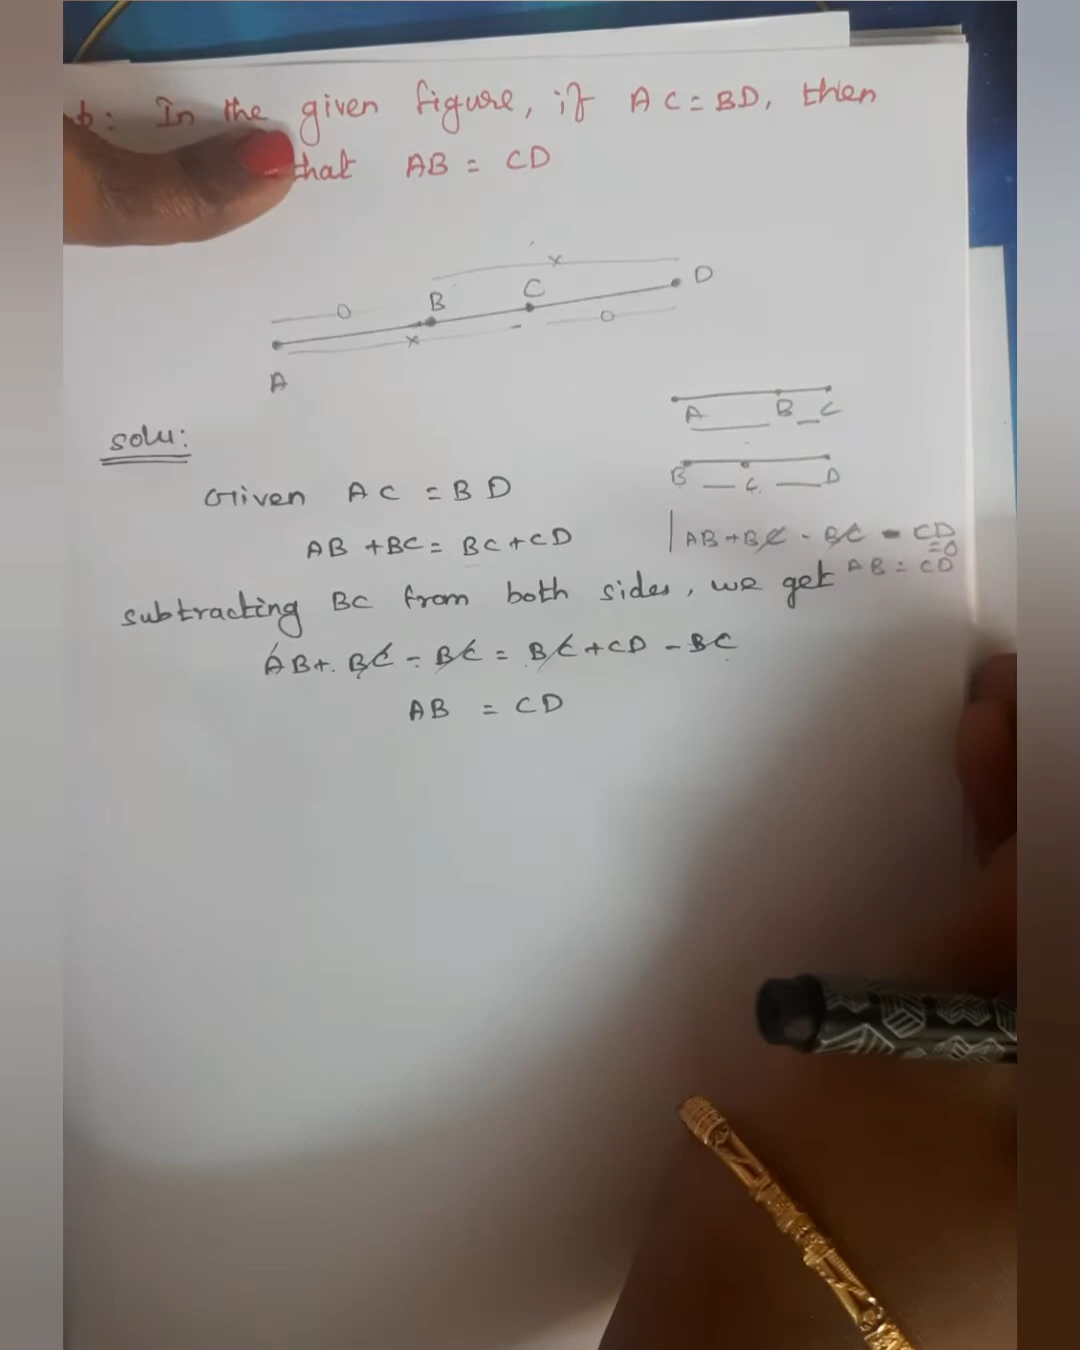 b: In the given figure, if AC = BD, then
that AB = CD
x
D
C
B
o
o
x
A
A B C
solu:
B C D
Given AC = BD
AB + BC = BC + CD
AB + BC - BC - CD
= 0
AB = CD
subtracting BC from both sides, we get
AB + BC - BC = BC + CD - BC
AB = CD